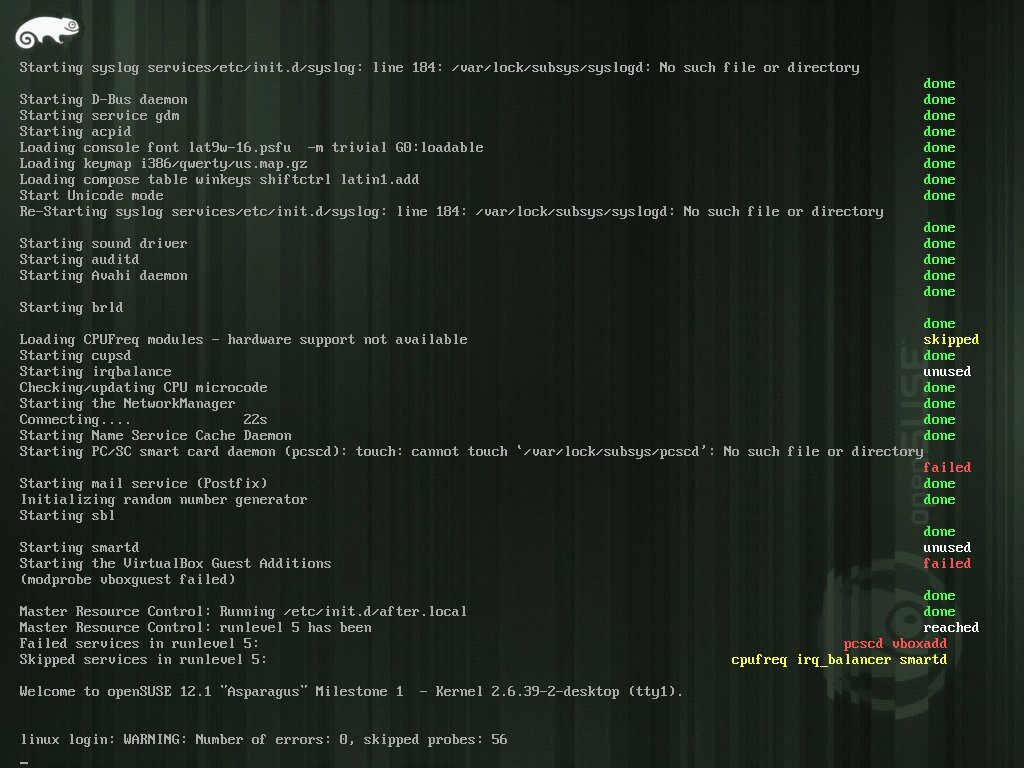 Starting syslog services/etc/init.d/syslog: line 184: /var/lock/subsys/syslogd: No such file or directory
done
Starting D-Bus daemon done
Starting service gdm done
Starting acpid done
Loading console font lat9w-16.psfu  -m trivial G0:loadable done
Loading keymap i386/qwerty/us.map.gz done
Loading compose table winkeys shiftctrl latin1.add done
Start Unicode mode done
Re-Starting syslog services/etc/init.d/syslog: line 184: /var/lock/subsys/syslogd: No such file or directory
done
Starting sound driver done
Starting auditd done
Starting Avahi daemon done
done
Starting brld
done
Loading CPUFreq modules - hardware support not available skipped
Starting cupsd done
Starting irqbalance unused
Checking/updating CPU microcode done
Starting the NetworkManager done
Connecting.... 22s done
Starting Name Service Cache Daemon done
Starting PC/SC smart card daemon (pcscd): touch: cannot touch `/var/lock/subsys/pcscd': No such file or directory
failed
Starting mail service (Postfix) done
Initializing random number generator done
Starting sbl
done
Starting smartd unused
Starting the VirtualBox Guest Additions failed
(modprobe vboxguest failed)
done
Master Resource Control: Running /etc/init.d/after.local done
Master Resource Control: runlevel 5 has been reached
Failed services in runlevel 5: pcscd vboxadd
Skipped services in runlevel 5: cpufreq irq_balancer smartd
Welcome to openSUSE 12.1 "Asparagus" Milestone 1  - Kernel 2.6.39-2-desktop (tty1).
linux login: WARNING: Number of errors: 0, skipped probes: 56
_
openSUSE